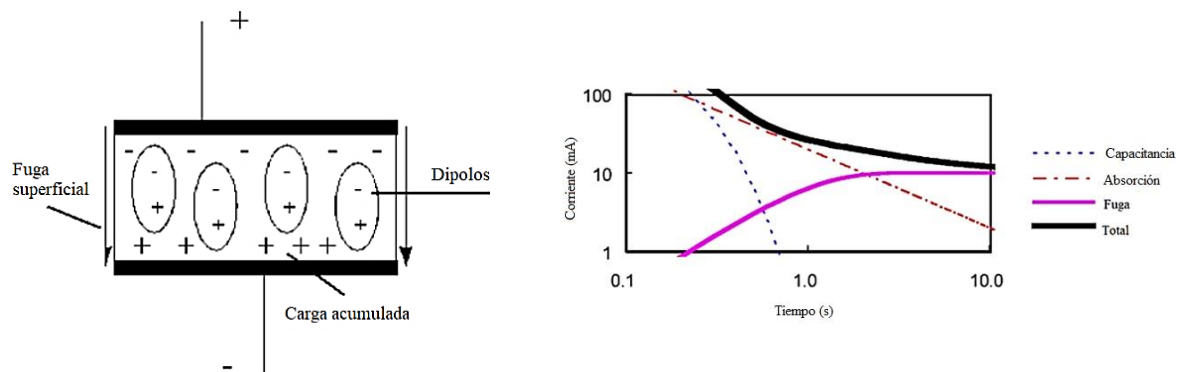 +
Fuga
superficial
Dipolos
- - - - -
- - - -
+ + + +
+ + + + +
Carga acumulada
-
Corriente (mA)
100
10
1
0.1
1.0
10.0
Tiempo (s)
Capacitancia
Absorción
Fuga
Total